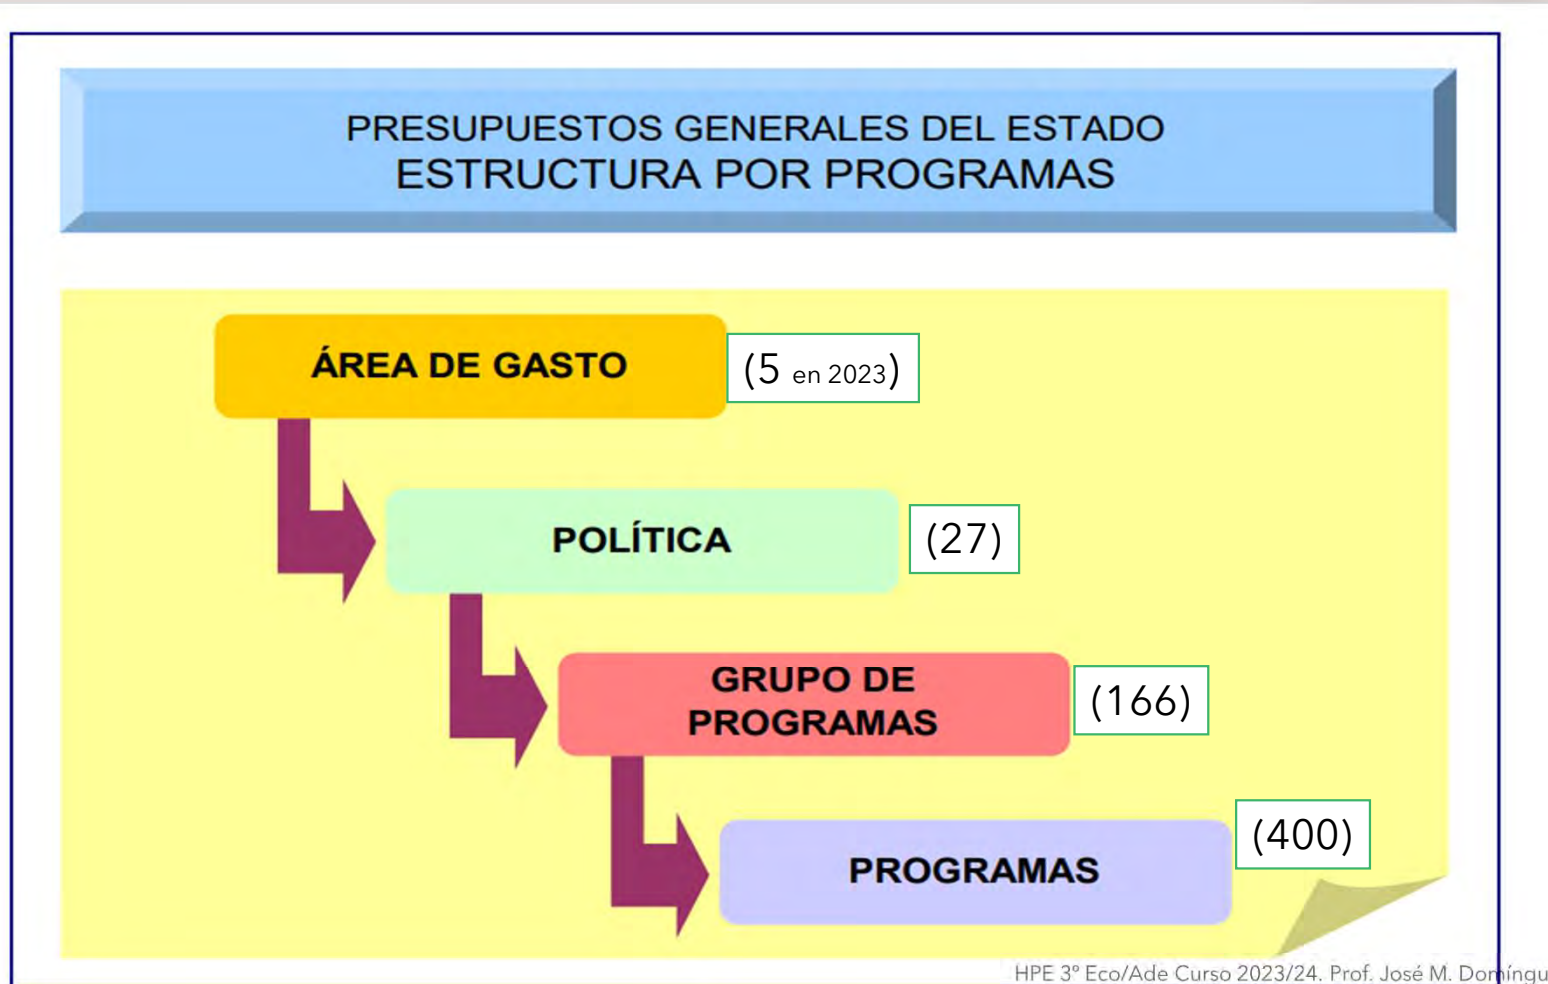 PRESUPUESTOS GENERALES DEL ESTADO
ESTRUCTURA POR PROGRAMAS
ÁREA DE GASTO
(5 en 2023)
POLÍTICA
(27)
GRUPO DE
PROGRAMAS
(166)
(400)
PROGRAMAS
HPE 3º Eco/Ade Curso 2023/24. Prof. José M. Domíngu